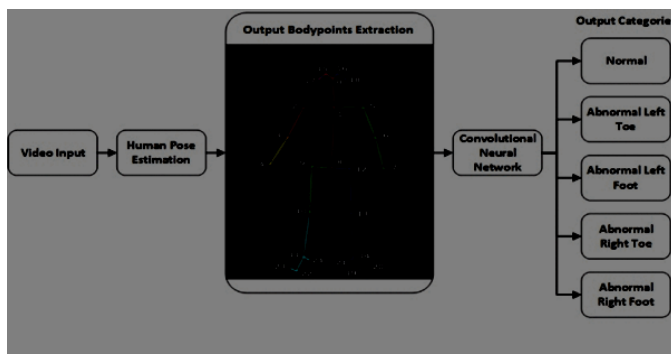 Output Categorie
Output Bodypoints Extraction
Normal
Abnormal Left
Toe
Video Input
Human Pose
Estimation
Convolutional
Neural
Network
Abnormal Left
Foot
Abnormal
Right Toe
Abnormal
Right Foot